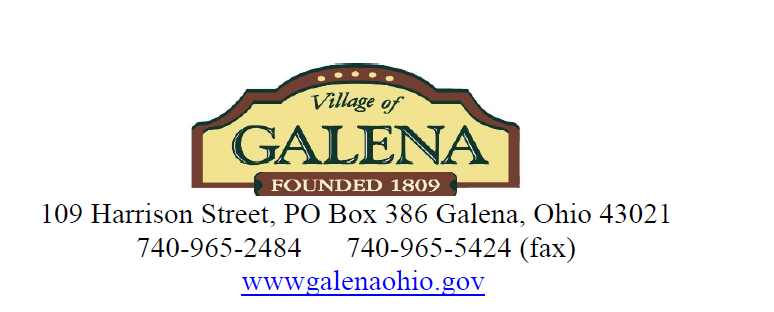 Village of
GALENA
FOUNDED 1809
109 Harrison Street, PO Box 386 Galena, Ohio 43021
740-965-2484 740-965-5424 (fax)
wwwgalenaohio.gov